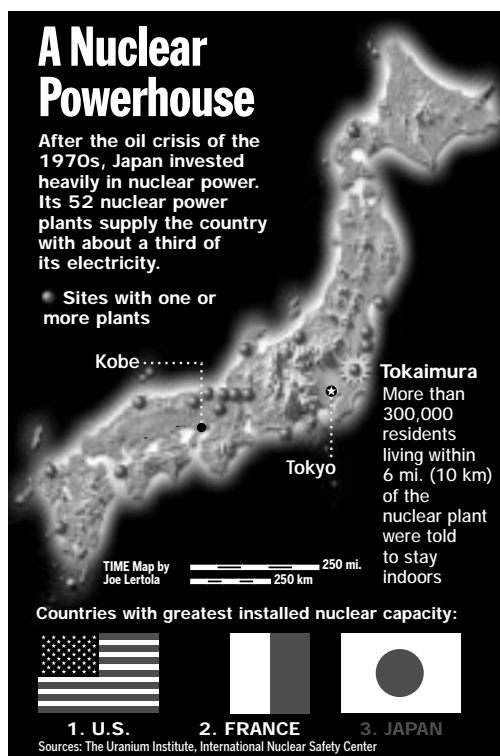 A Nuclear
Powerhouse
After the oil crisis of the
1970s, Japan invested
heavily in nuclear power.
Its 52 nuclear power
plants supply the country
with about a third of
its electricity.
Sites with one or
more plants
Kobe
Tokyo
Tokaimura
More than
300,000
residents
living within
6 mi. (10 km)
of the
nuclear plant
were told
to stay
indoors
TIME Map by
Joe Lertola
250 mi.
250 km
Countries with greatest installed nuclear capacity:
1. U.S.
2. FRANCE
3. JAPAN
Sources: The Uranium Institute, International Nuclear Safety Center